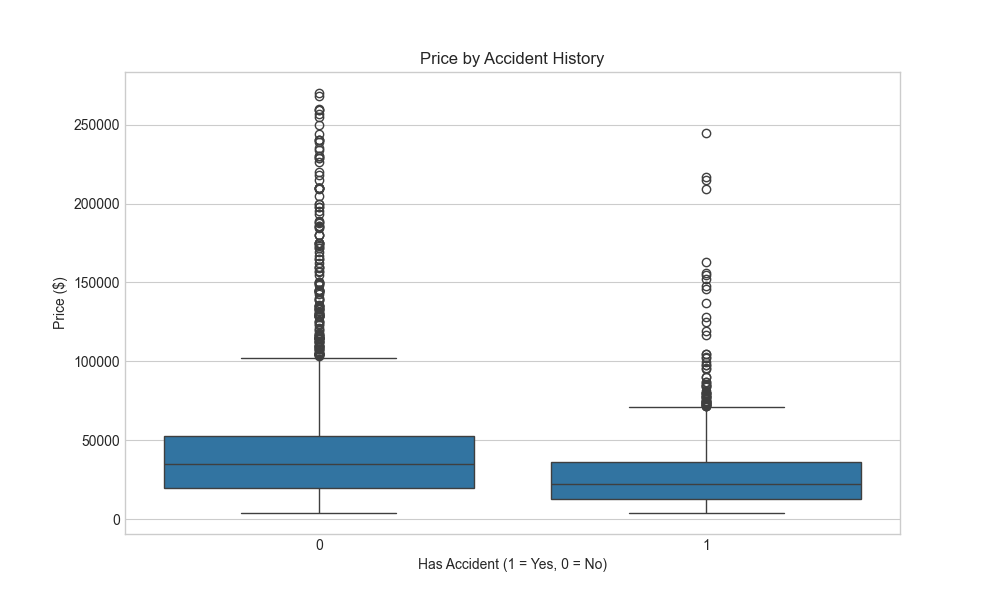 Price by Accident History
250000
200000
150000
100000
50000
0
Price ($)
0
1
Has Accident (1 = Yes, 0 = No)